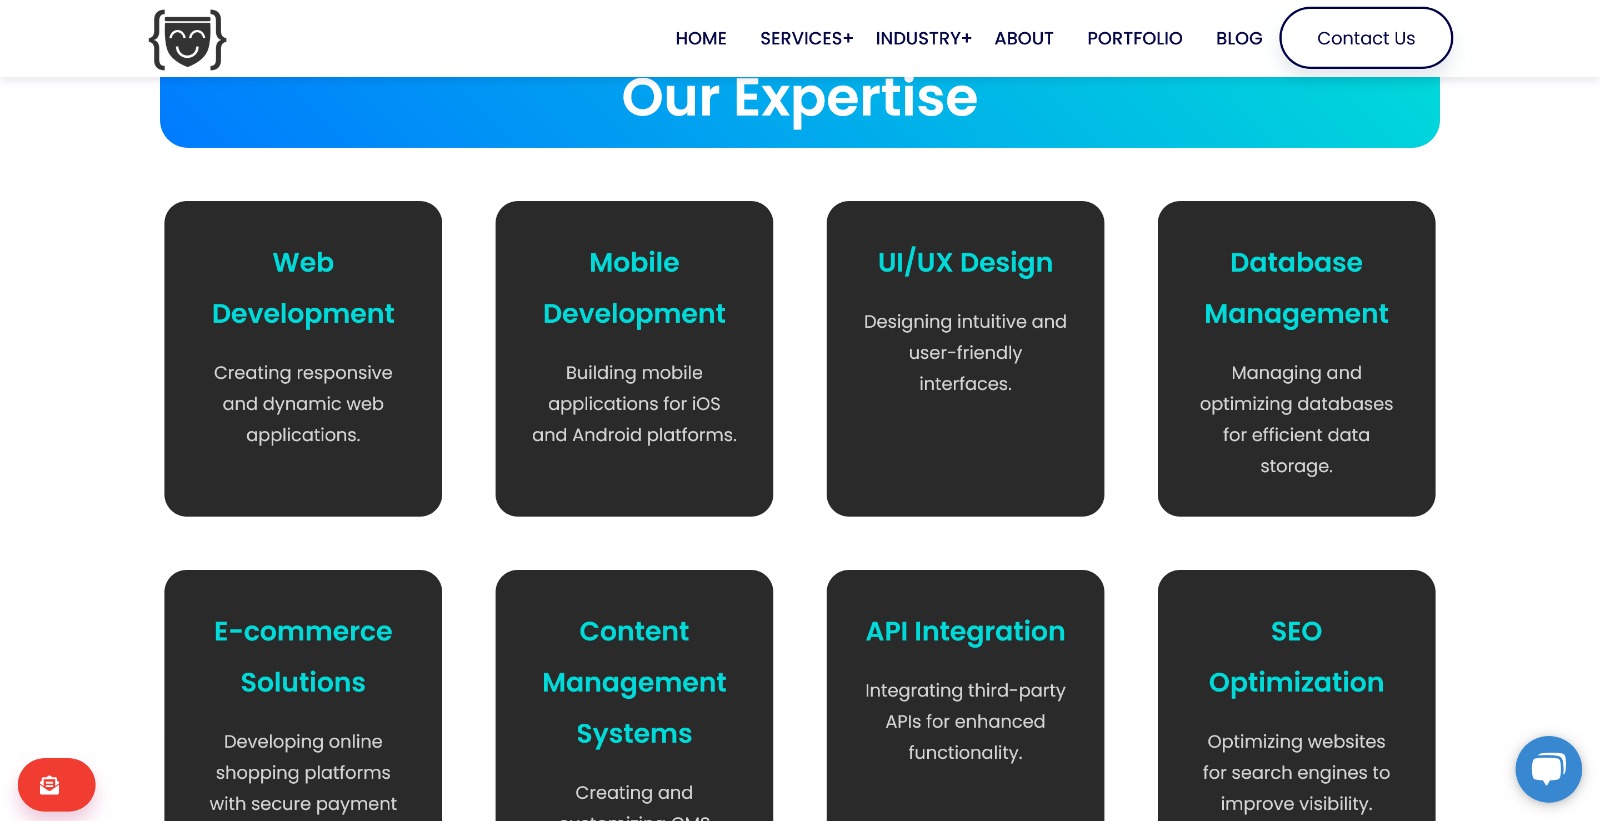 HOME SERVICES+ INDUSTRY+ ABOUT PORTFOLIO BLOG Contact Us
Our Expertise
Web
Development
Creating responsive
and dynamic web
applications.
Mobile
Development
Building mobile
applications for iOS
and Android platforms.
UI/UX Design
Designing intuitive and
user-friendly
interfaces.
Database
Management
Managing and
optimizing databases
for efficient data
storage.
E-commerce
Solutions
Developing online
shopping platforms
with secure payment
Content
Management
Systems
Creating and
customizing CMS
API Integration
Integrating third-party
APIs for enhanced
functionality.
SEO
Optimization
Optimizing websites
for search engines to
improve visibility.